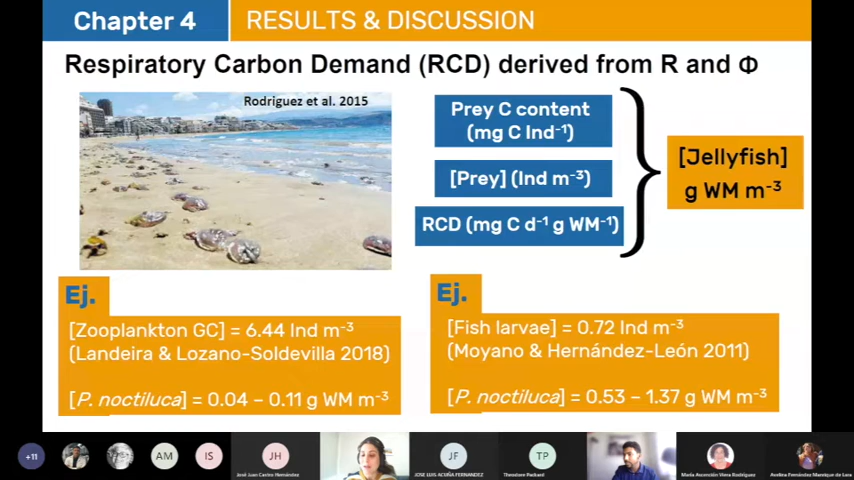 Chapter 4
RESULTS & DISCUSSION
Respiratory Carbon Demand (RCD) derived from R and Φ
Rodriguez et al. 2015
Prey C content
(mg C Ind⁻¹)
[Prey] (Ind m⁻³)
RCD (mg C d⁻¹ g WM⁻¹)
[Jellyfish]
g WM m⁻³
Ej.
[Zooplankton GC] = 6.44 Ind m⁻³
(Landeira & Lozano-Soldevilla 2018)
[P. noctiluca] = 0.04 – 0.11 g WM m⁻³
Ej.
[Fish larvae] = 0.72 Ind m⁻³
(Moyano & Hernández-León 2011)
[P. noctiluca] = 0.53 – 1.37 g WM m⁻³
+11
AM
IS
JH
José Juan Castro Hernández
JF
JOSE LUIS ACUÑA FERNANDEZ
TP
Theodore Packard
María Ascensión Viera Rodríguez
Avelina Fernández Manrique de Lara